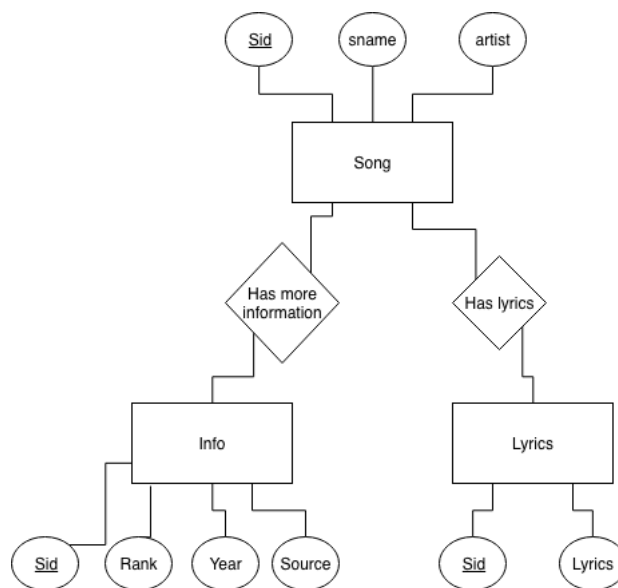 Sid
sname
artist
Song
Has more
information
Has lyrics
Info
Lyrics
Sid
Rank
Year
Source
Sid
Lyrics